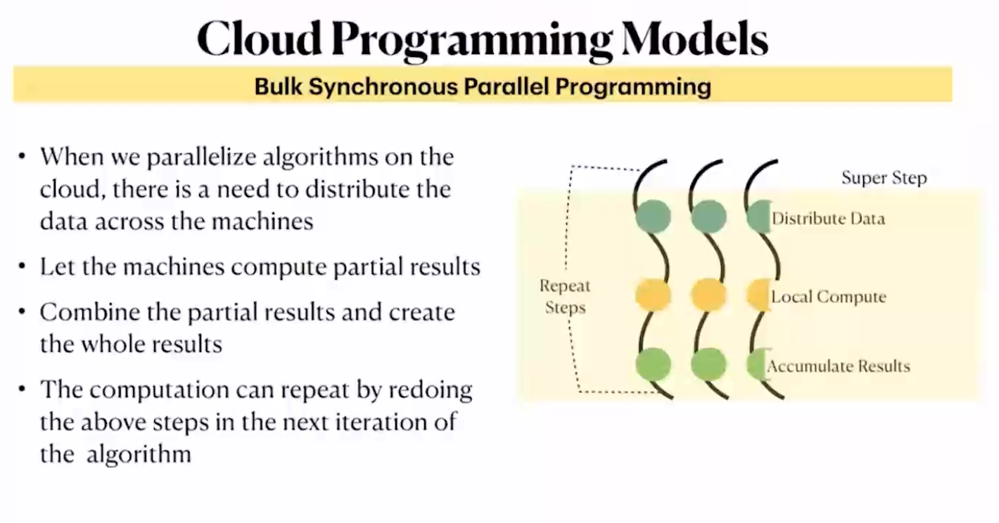 Cloud Programming Models
Bulk Synchronous Parallel Programming
• When we parallelize algorithms on the
cloud, there is a need to distribute the
data across the machines
• Let the machines compute partial results
• Combine the partial results and create
the whole results
• The computation can repeat by redoing
the above steps in the next iteration of
the algorithm
Super Step
Distribute Data
Repeat
Steps
Local Compute
Accumulate Results